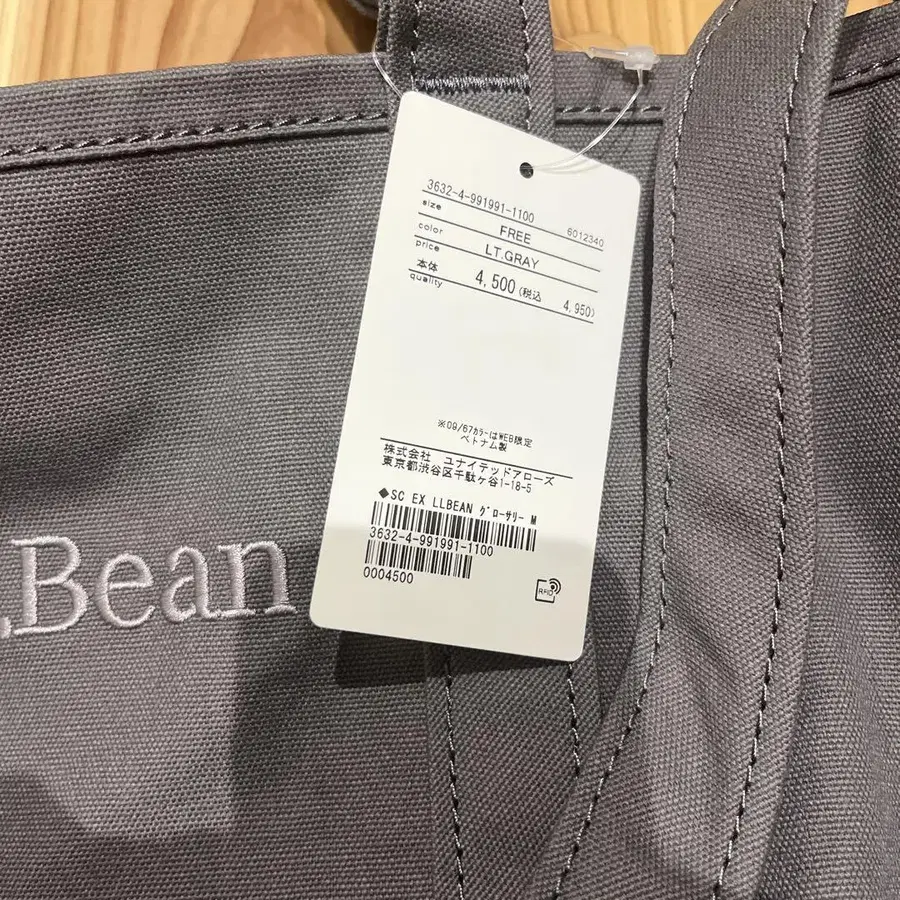 3632-4-991991-1100
size FREE 6012340
color LT.GRAY
price
本体 4,500(税込 4,950)
quality
※09/67ｶﾗｰはWEB限定
ベトナム製
株式会社 ユナイテッドアローズ
東京都渋谷区千駄ケ谷1-18-5
◆SC EX LLBEAN ｸﾞﾛｰｻﾘｰ M
3632-4-991991-1100
0004500
RFID
.Bean